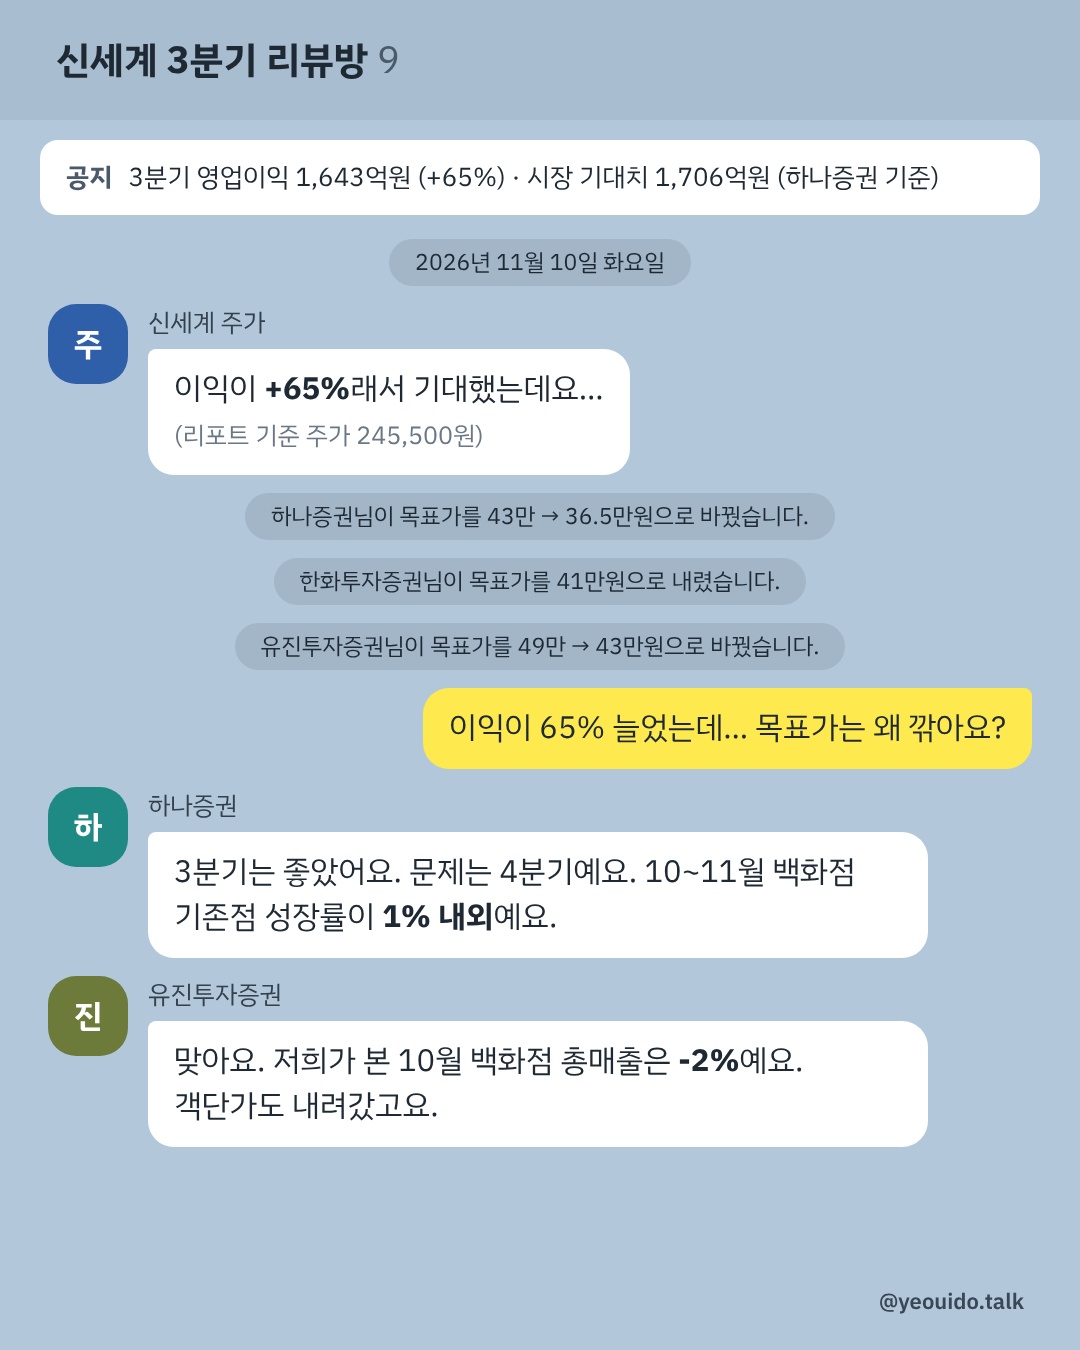 신세계 3분기 리뷰방 9
공지 3분기 영업이익 1,643억원 (+65%) · 시장 기대치 1,706억원 (하나증권 기준)
2026년 11월 10일 화요일
주
신세계 주가
이익이 +65%래서 기대했는데요...
(리포트 기준 주가 245,500원)
하나증권님이 목표가를 43만 → 36.5만원으로 바꿨습니다.
한화투자증권님이 목표가를 41만원으로 내렸습니다.
유진투자증권님이 목표가를 49만 → 43만원으로 바꿨습니다.
이익이 65% 늘었는데... 목표가는 왜 깎아요?
하
하나증권
3분기는 좋았어요. 문제는 4분기예요. 10~11월 백화점
기존점 성장률이 1% 내외예요.
진
유진투자증권
맞아요. 저희가 본 10월 백화점 총매출은 -2%예요.
객단가도 내려갔고요.
@yeouido.talk